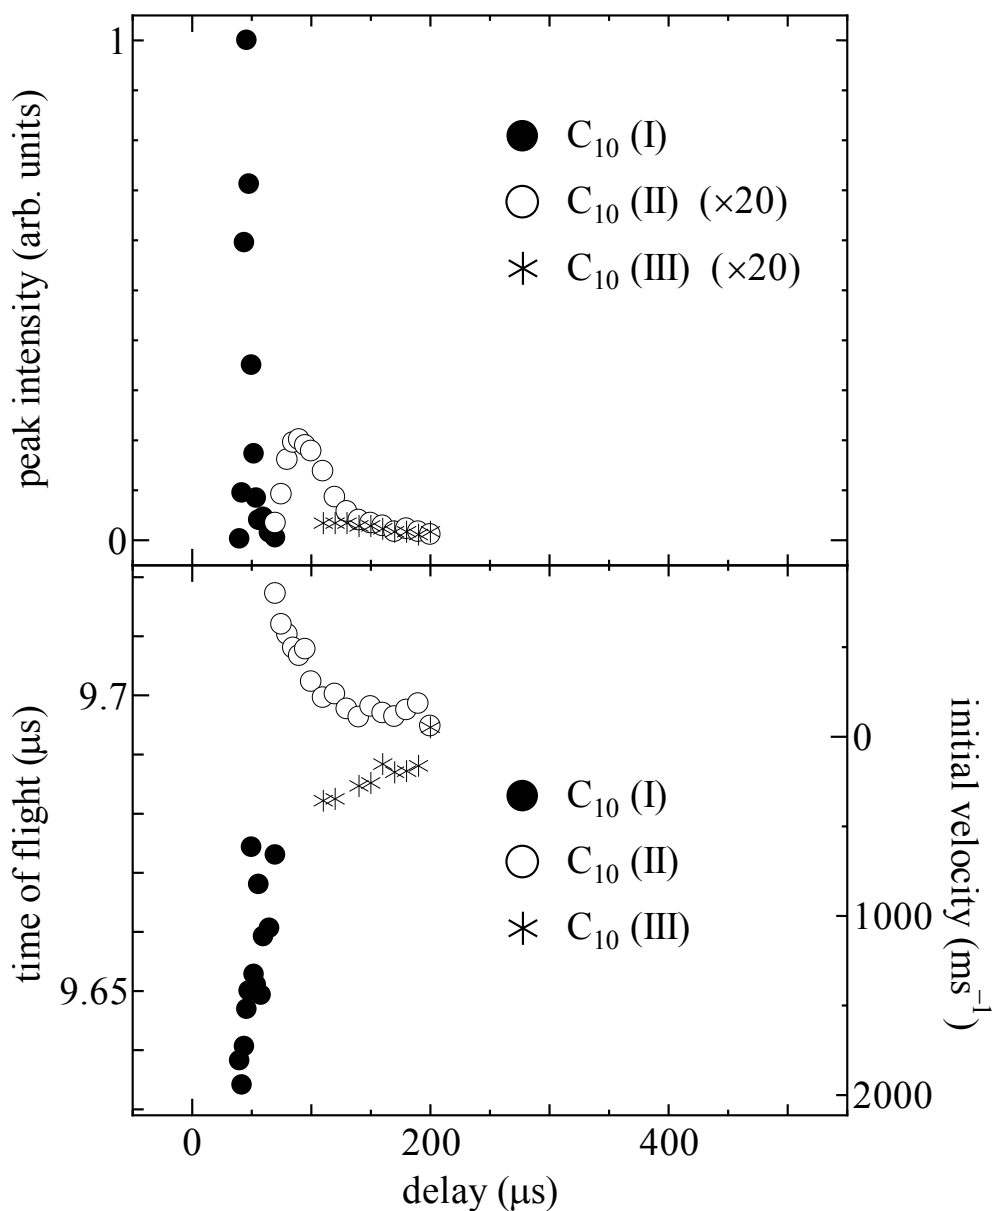 1
0
peak intensity (arb. units)
C₁₀ (I)
C₁₀ (II) (×20)
C₁₀ (III) (×20)
9.7
9.65
time of flight (μs)
C₁₀ (I)
C₁₀ (II)
C₁₀ (III)
0
1000
2000
initial velocity (ms⁻¹)
0 200 400
delay (μs)